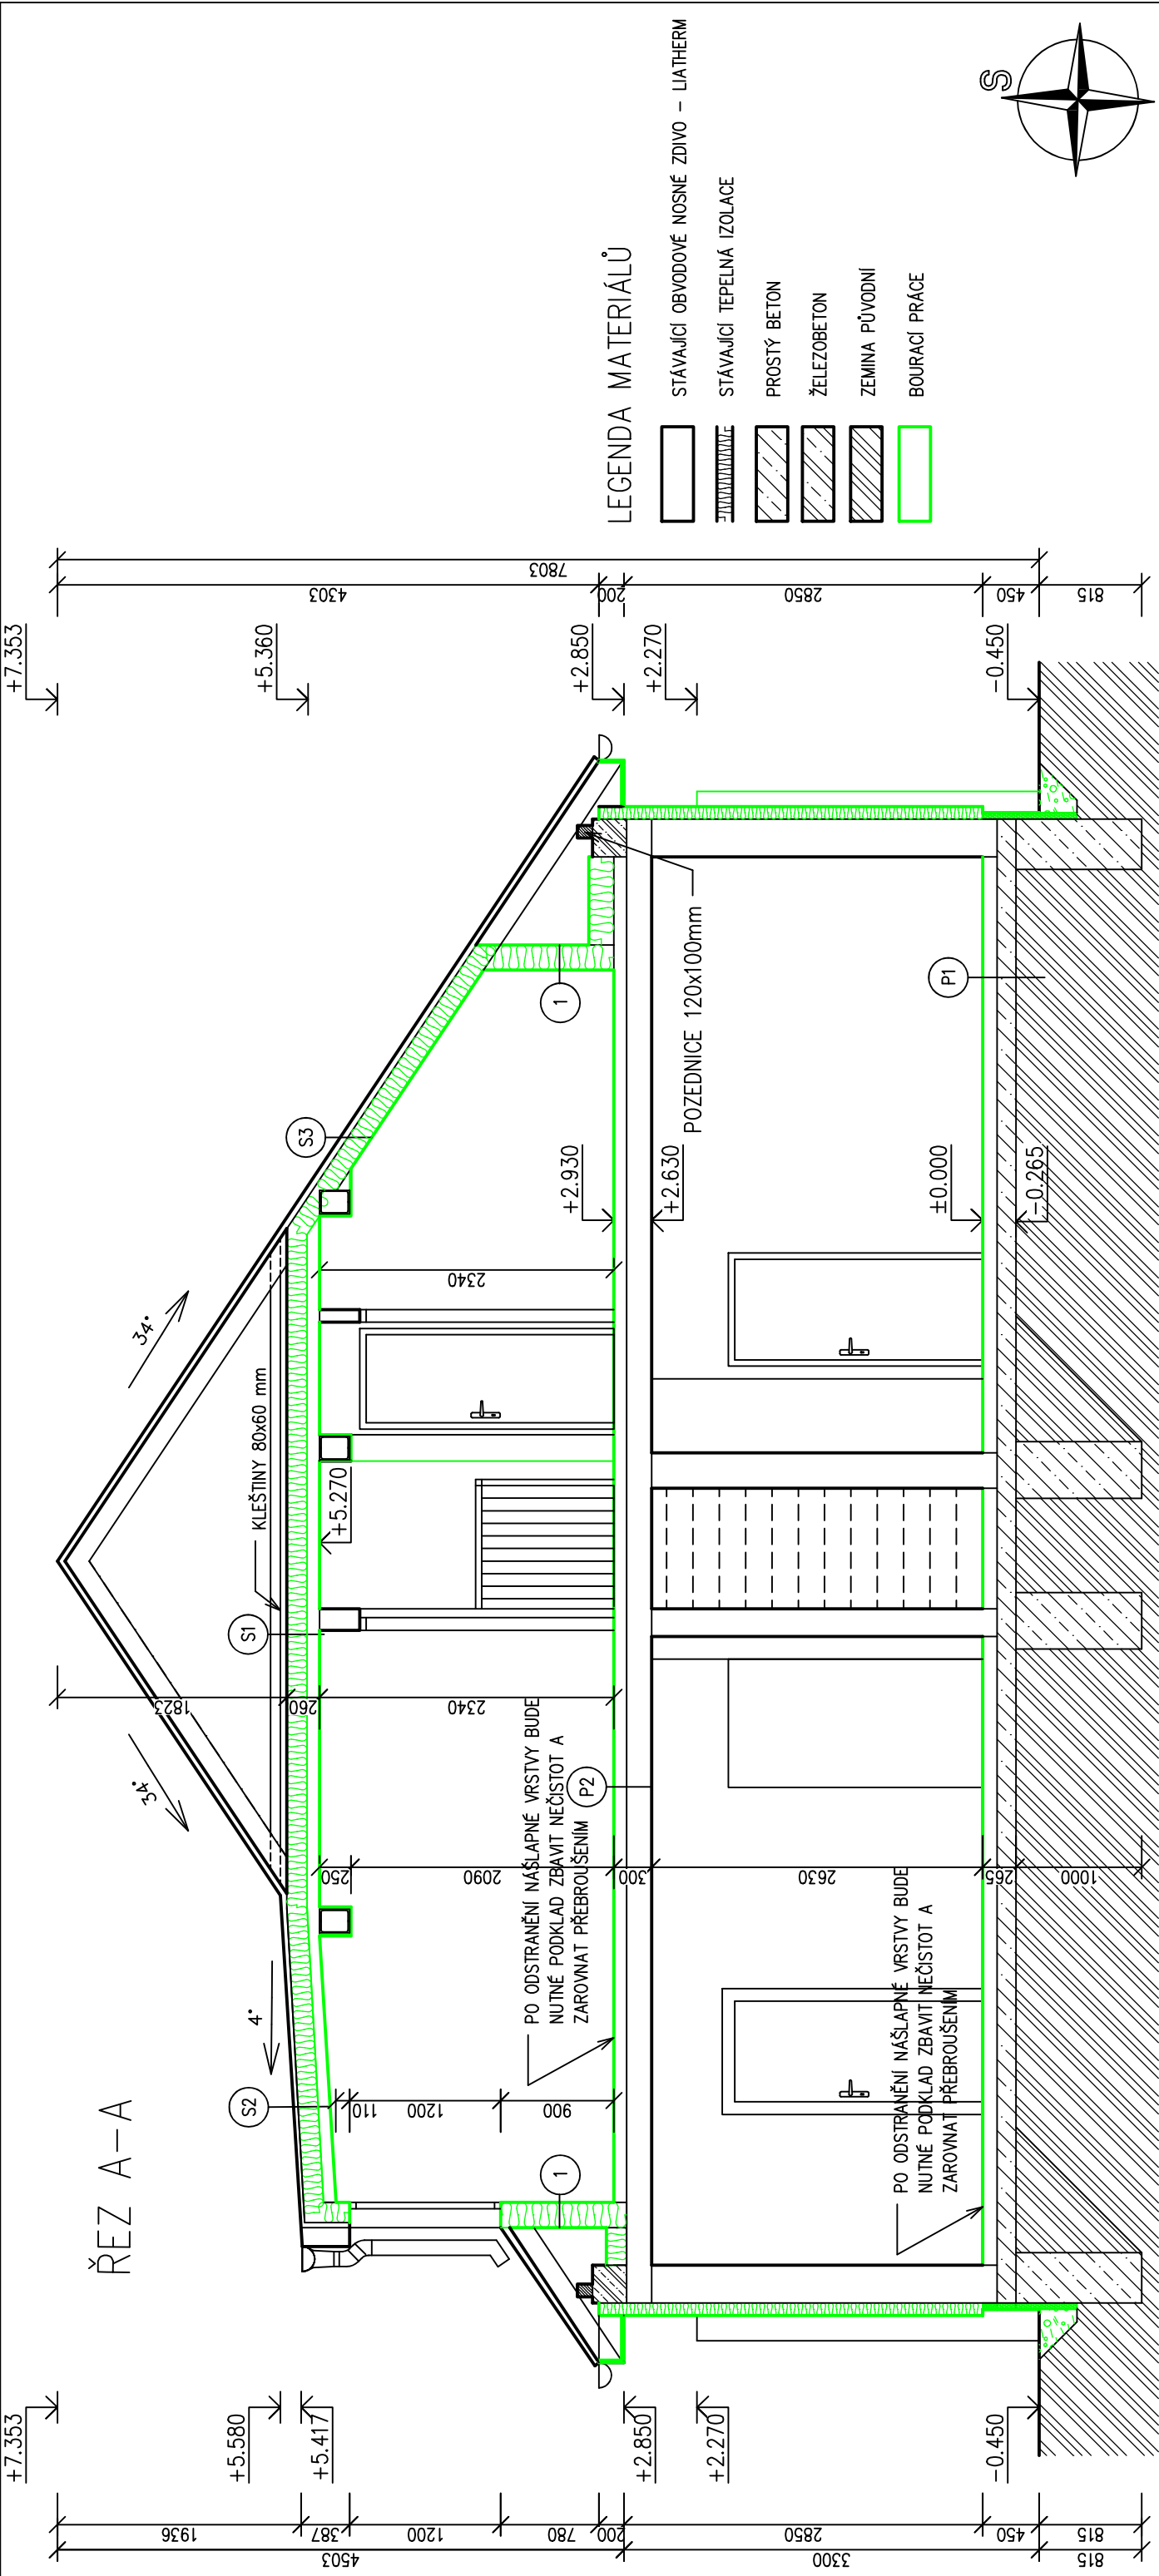 ŘEZ A-A
+7.353
+5.580
+5.417
+2.850
+2.270
-0.450
1936
387
1200
780
200
2850
450
815
4503
3300
815
34°
34°
4°
S1
S2
S3
KLEŠTINY 80x60 mm
1823
260
2340
+5.270
2340
250
2090
300
2630
265
1000
110
1200
900
1
1
PO ODSTRANĚNÍ NÁŠLAPNÉ VRSTVY BUDE
NUTNÉ PODKLAD ZBAVIT NEČISTOT A
ZAROVNAT PŘEBROUŠENÍM
P2
+2.930
+2.630
POZEDNICE 120x100mm
±0.000
-0.265
P1
PO ODSTRANĚNÍ NÁŠLAPNÉ VRSTVY BUDE
NUTNÉ PODKLAD ZBAVIT NEČISTOT A
ZAROVNAT PŘEBROUŠENÍM
+7.353
+5.360
+2.850
+2.270
-0.450
4303
200
2850
450
815
7803
LEGENDA MATERIÁLŮ
STÁVAJÍCÍ OBVODOVÉ NOSNÉ ZDIVO - LIATHERM
STÁVAJÍCÍ TEPELNÁ IZOLACE
PROSTÝ BETON
ŽELEZOBETON
ZEMINA PŮVODNÍ
BOURACÍ PRÁCE
S